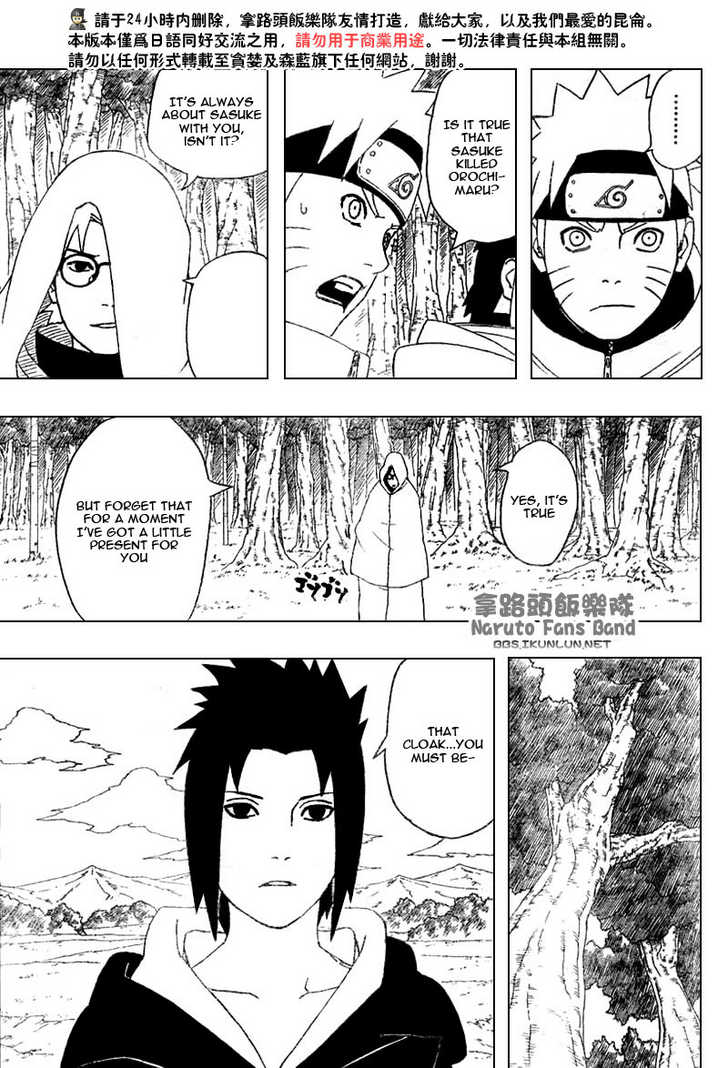 請于24小時內刪除，拿路頭飯樂隊友情打造，獻給大家，以及我們最愛的昆侖。
本版本僅爲日語同好交流之用，請勿用于商業用途。一切法律責任與本組無關。
請勿以任何形式轉載至貪婪及森藍旗下任何網站，謝謝。
.........
IS IT TRUE
THAT
SASUKE
KILLED
OROCHI-
MARU?
IT'S ALWAYS
ABOUT SASUKE
WITH YOU,
ISN'T IT?
YES, IT'S
TRUE
BUT FORGET THAT
FOR A MOMENT
I'VE GOT A LITTLE
PRESENT FOR
YOU
ゴソゴソ
拿路頭飯樂隊
Naruto Fans Band
BBS.IKUNLUN.NET
THAT
CLOAK...YOU
MUST BE-